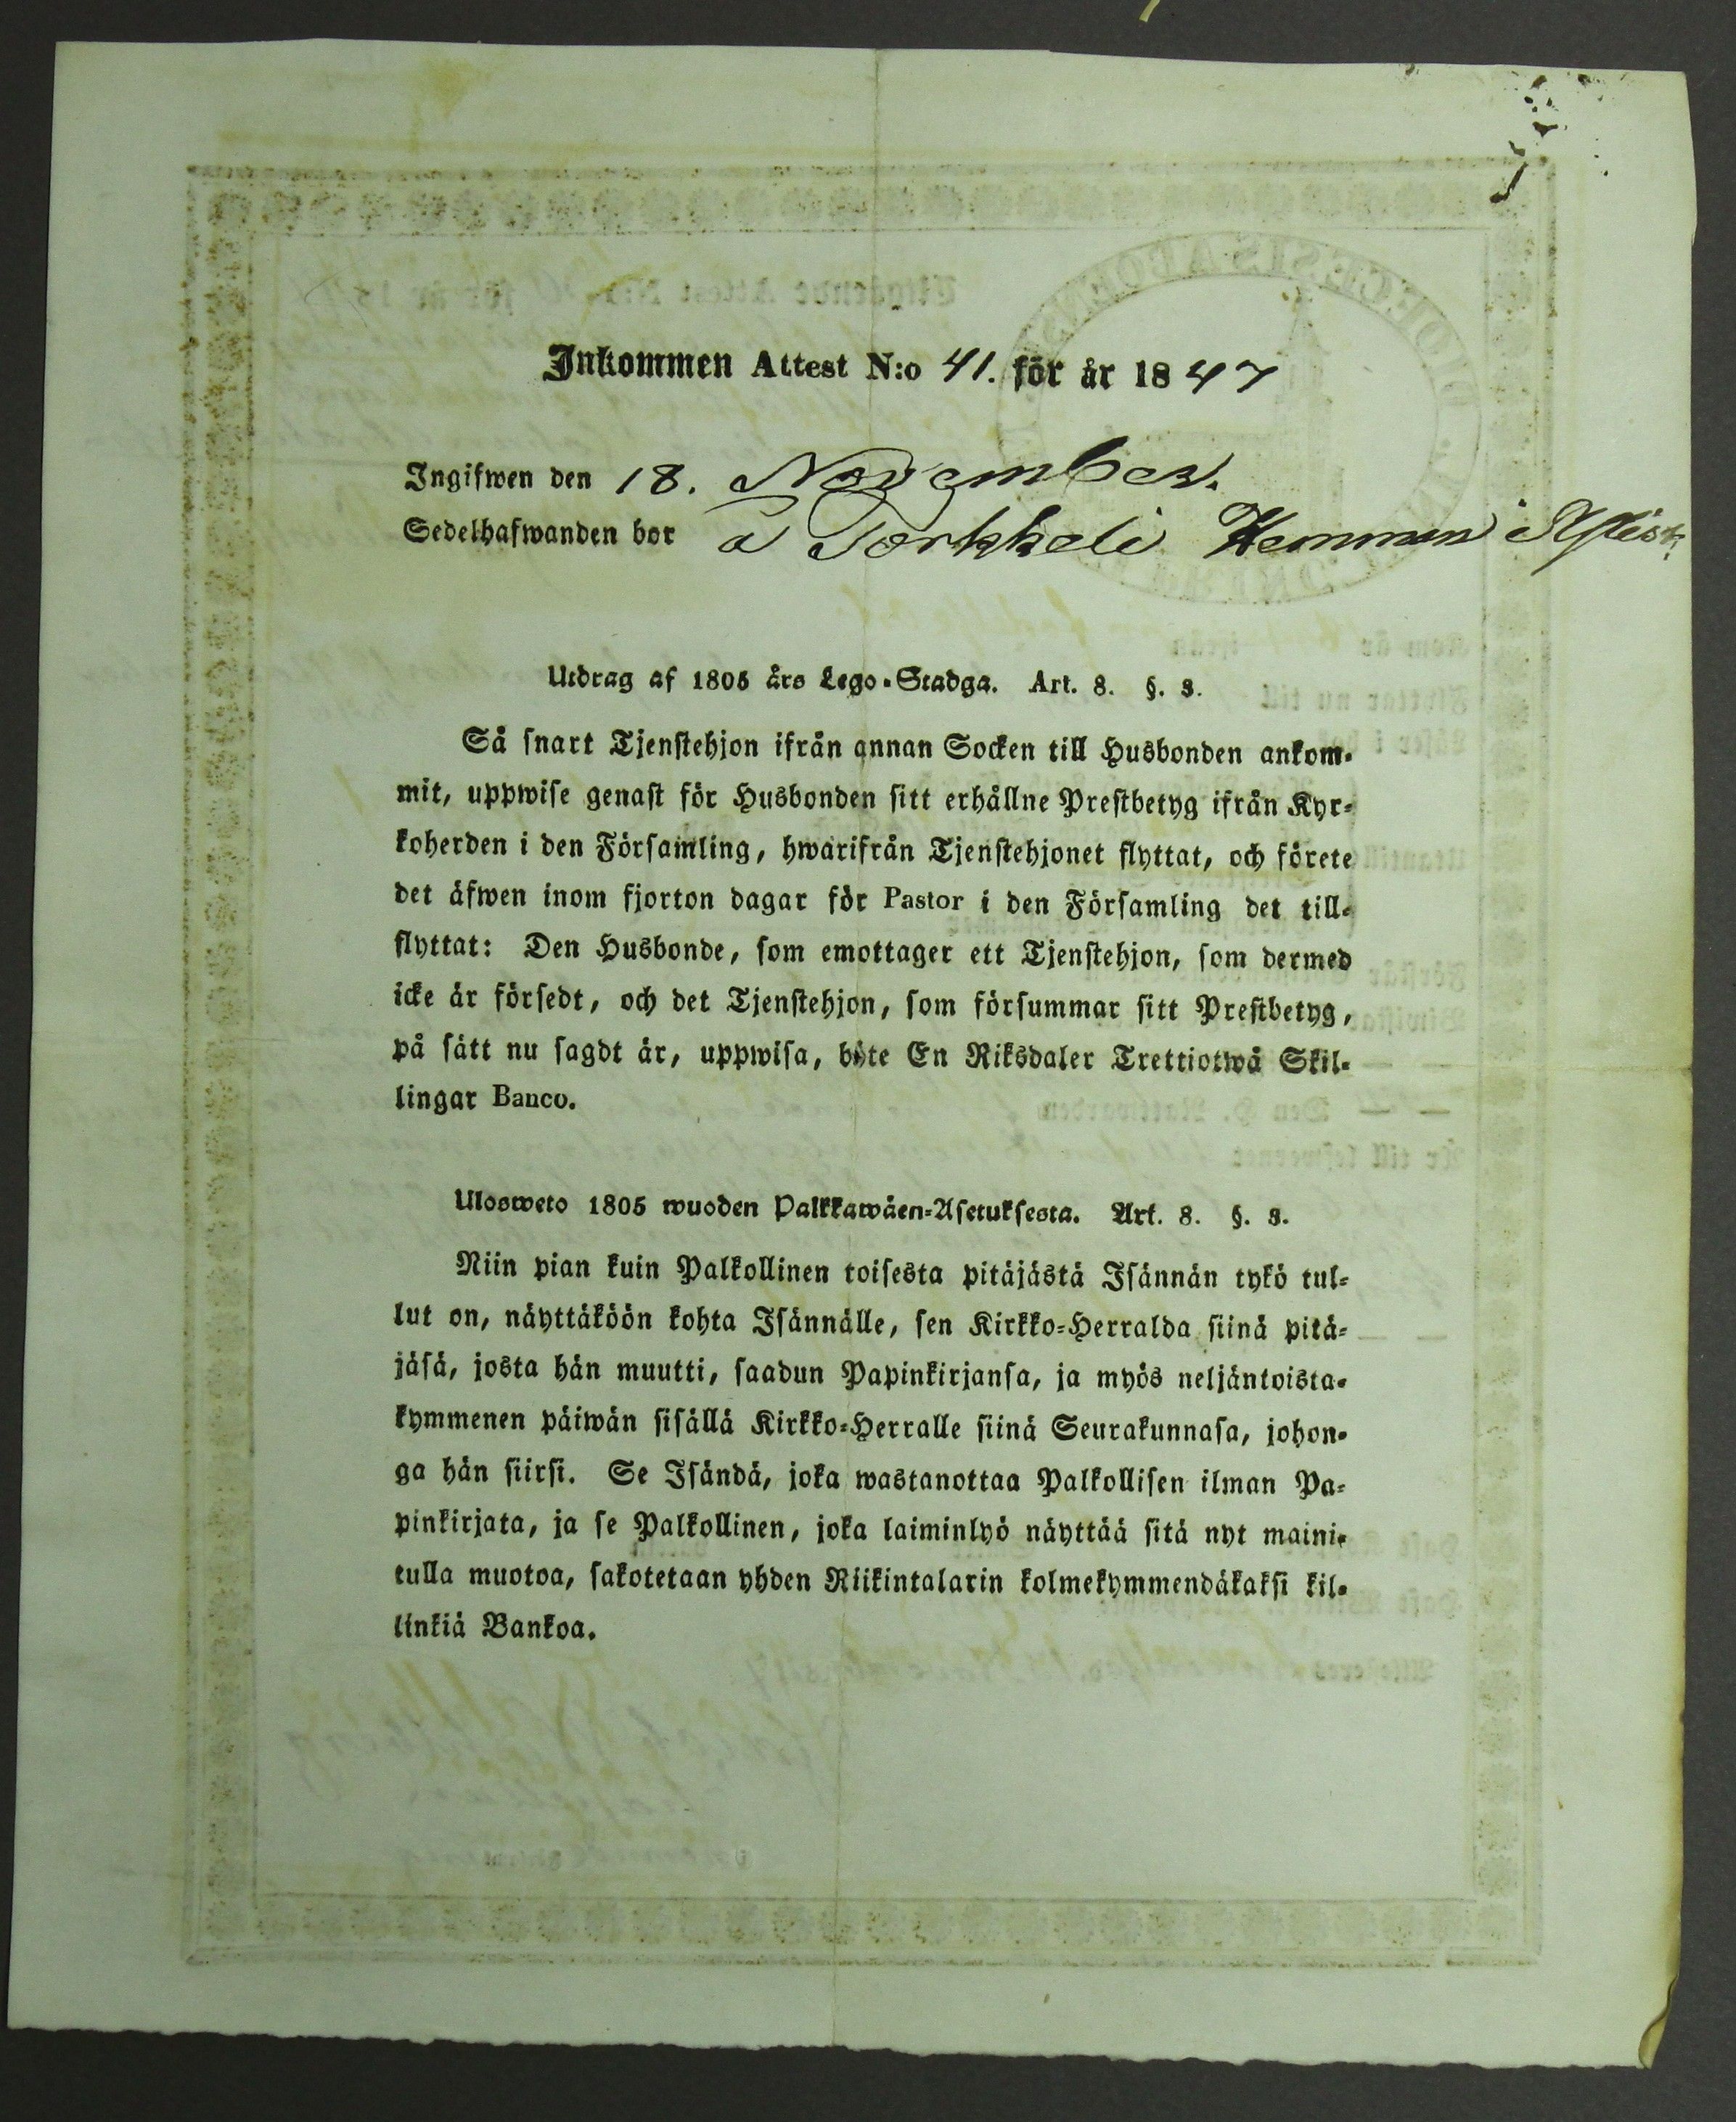 Inkommen Attest N:o 41. för år 1847
Ingifwen den 18. November.
Sedelhafwanden bor å Torkkeli Hemman i
Utdrag af 1805 års Lego-Stadga. Art. 8. §. 3.
Så snart Tjenstehjon ifrån annan Socken till Husbonden ankom-
mit, uppwise genast för Husbonden sitt erhållne Prestbetyg ifrån Kyr-
koherden i den Församling, hwarifrån Tjenstehjonet flyttat, och förete
det äfwen inom fjorton dagar för Pastor i den Församling det till-
flyttat: Den Husbonde, som emottager ett Tjenstehjon, som dermed
icke är försedt, och det Tjenstehjon, som försummar sitt Prestbetyg,
på sätt nu sagdt är, uppwisa, böte En Riksdaler Trettiotwå Skil-
lingar Banco.
Ulosweto 1805 wuoden Palkkawäen-Asetuksesta. Art. 8. §. 3.
Niin pian kuin Palkollinen toisesta pitäjästä Isännän tykö tul-
lut on, näyttäköön kohta Isännälle, sen Kirkko-Herralda siinä pitä-
jäsä, josta hän muutti, saadun Papinkirjansa, ja myös neljäntoista-
kymmenen päiwän sisällä Kirkko-Herralle siinä Seurakunnasa, johon-
ga hän siirsi. Se Isändä, joka wastanottaa Palkollisen ilman Pa-
pinkirjata, ja se Palkollinen, joka laiminlyö näyttää sitä nyt maini-
tulla muotoa, sakotetaan yhden Riikintalarin kolmekymmendäkaksi kil-
linkiä Bankoa.